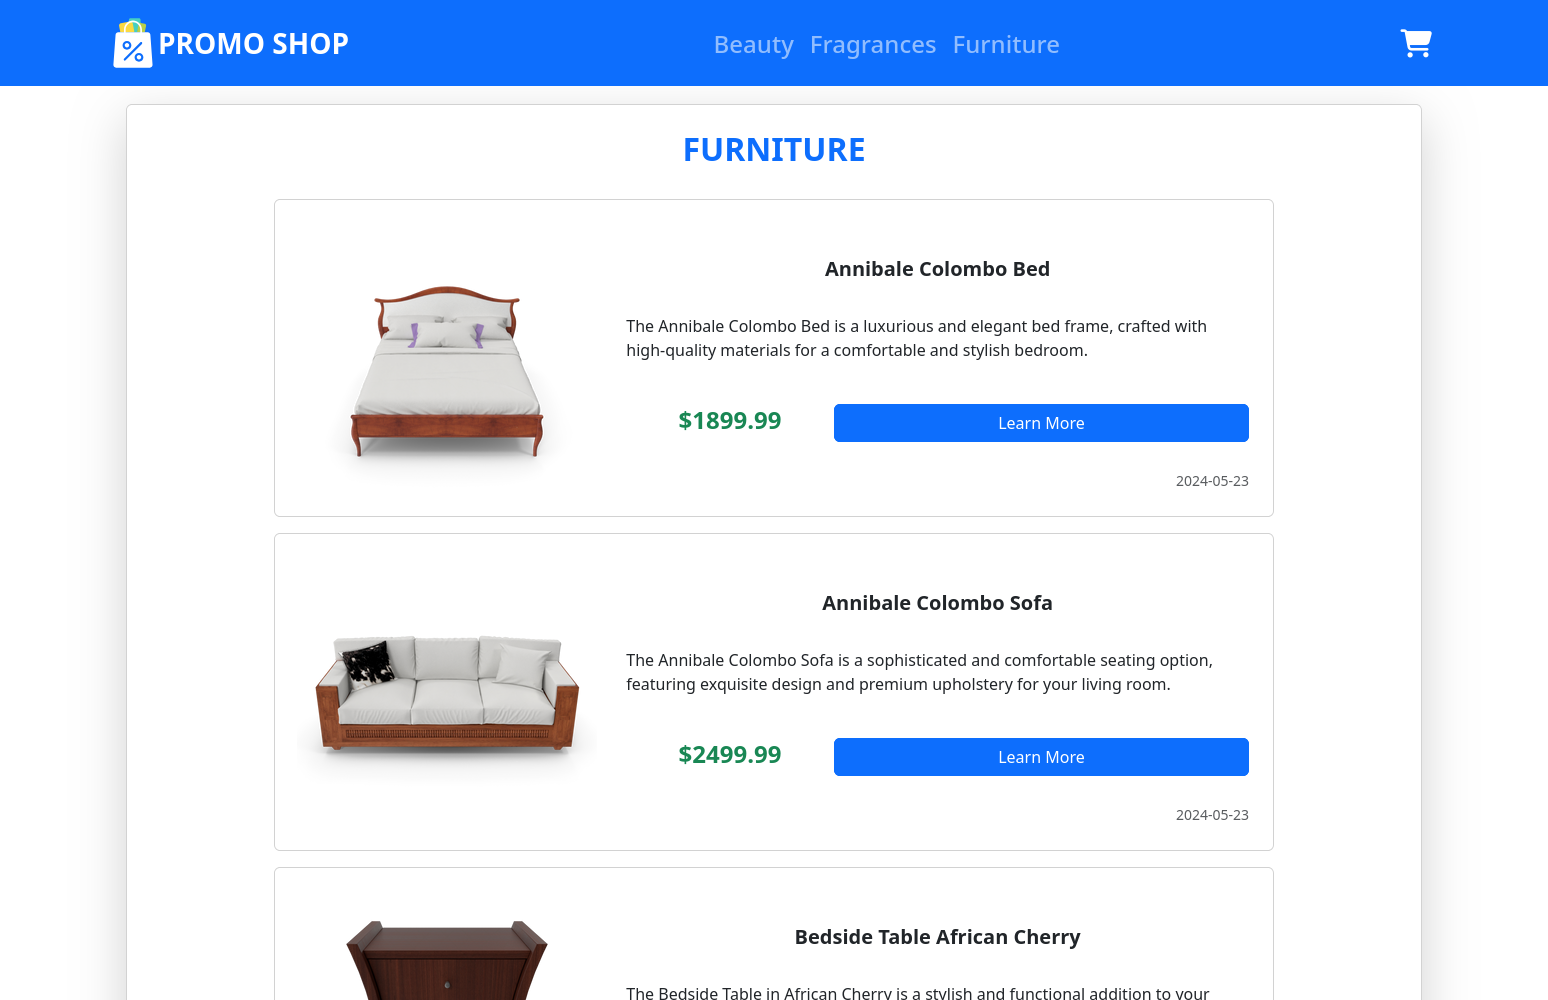 PROMO SHOP
Beauty Fragrances Furniture
FURNITURE
Annibale Colombo Bed
The Annibale Colombo Bed is a luxurious and elegant bed frame, crafted with
high-quality materials for a comfortable and stylish bedroom.
$1899.99
Learn More
2024-05-23
Annibale Colombo Sofa
The Annibale Colombo Sofa is a sophisticated and comfortable seating option,
featuring exquisite design and premium upholstery for your living room.
$2499.99
Learn More
2024-05-23
Bedside Table African Cherry
The Bedside Table in African Cherry is a stylish and functional addition to your